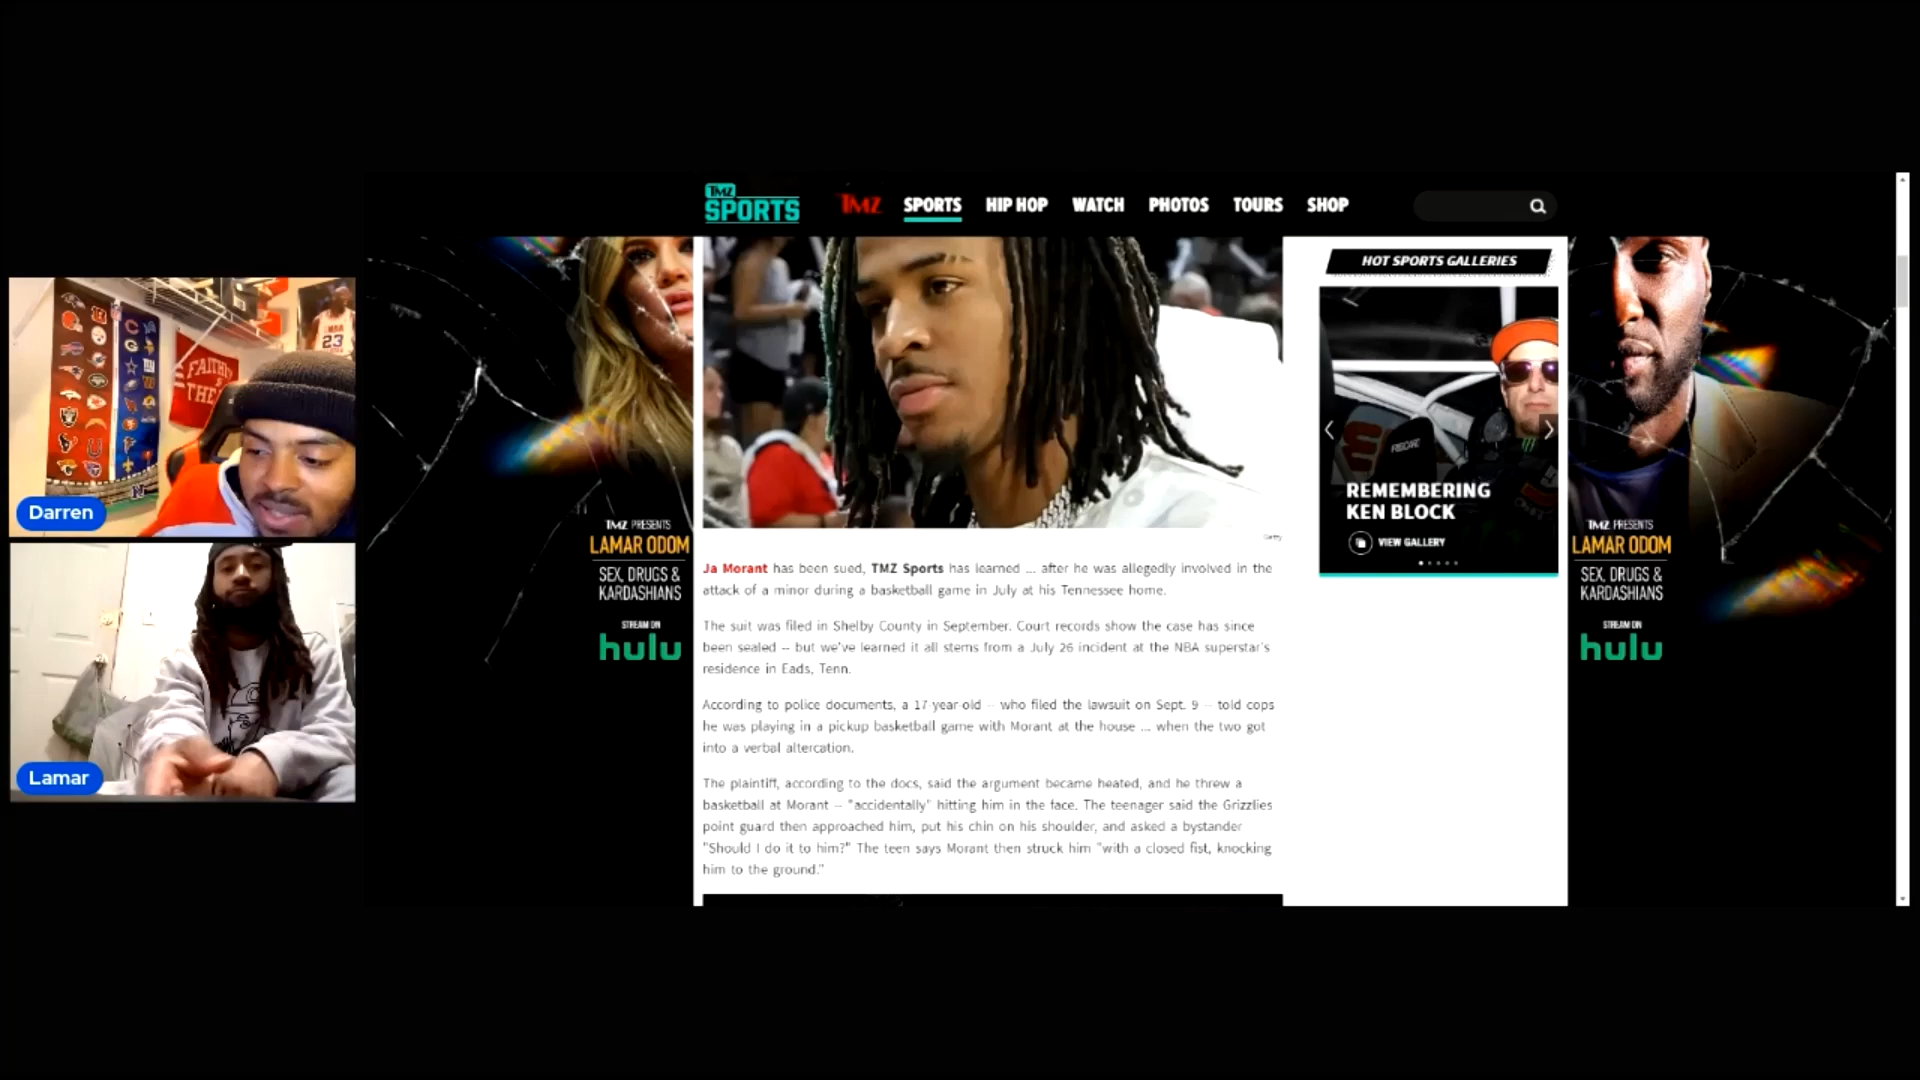 TMZ
SPORTS
TMZ SPORTS HIP HOP WATCH PHOTOS TOURS SHOP
HOT SPORTS GALLERIES
NBA
23
FAITHFUL
THE
Darren
Lamar
REMEMBERING
KEN BLOCK
VIEW GALLERY
TMZ PRESENTS
LAMAR ODOM
SEX, DRUGS &
KARDASHIANS
STREAM ON
hulu
Getty
Ja Morant has been sued, TMZ Sports has learned ... after he was allegedly involved in the
attack of a minor during a basketball game in July at his Tennessee home.
The suit was filed in Shelby County in September. Court records show the case has since
been sealed -- but we've learned it all stems from a July 26 incident at the NBA superstar's
residence in Eads, Tenn.
According to police documents, a 17-year-old -- who filed the lawsuit on Sept. 9 -- told cops
he was playing in a pickup basketball game with Morant at the house ... when the two got
into a verbal altercation.
The plaintiff, according to the docs, said the argument became heated, and he threw a
basketball at Morant -- "accidentally" hitting him in the face. The teenager said the Grizzlies
point guard then approached him, put his chin on his shoulder, and asked a bystander
"Should I do it to him?" The teen says Morant then struck him "with a closed fist, knocking
him to the ground."
TMZ PRESENTS
LAMAR ODOM
SEX, DRUGS &
KARDASHIANS
STREAM ON
hulu